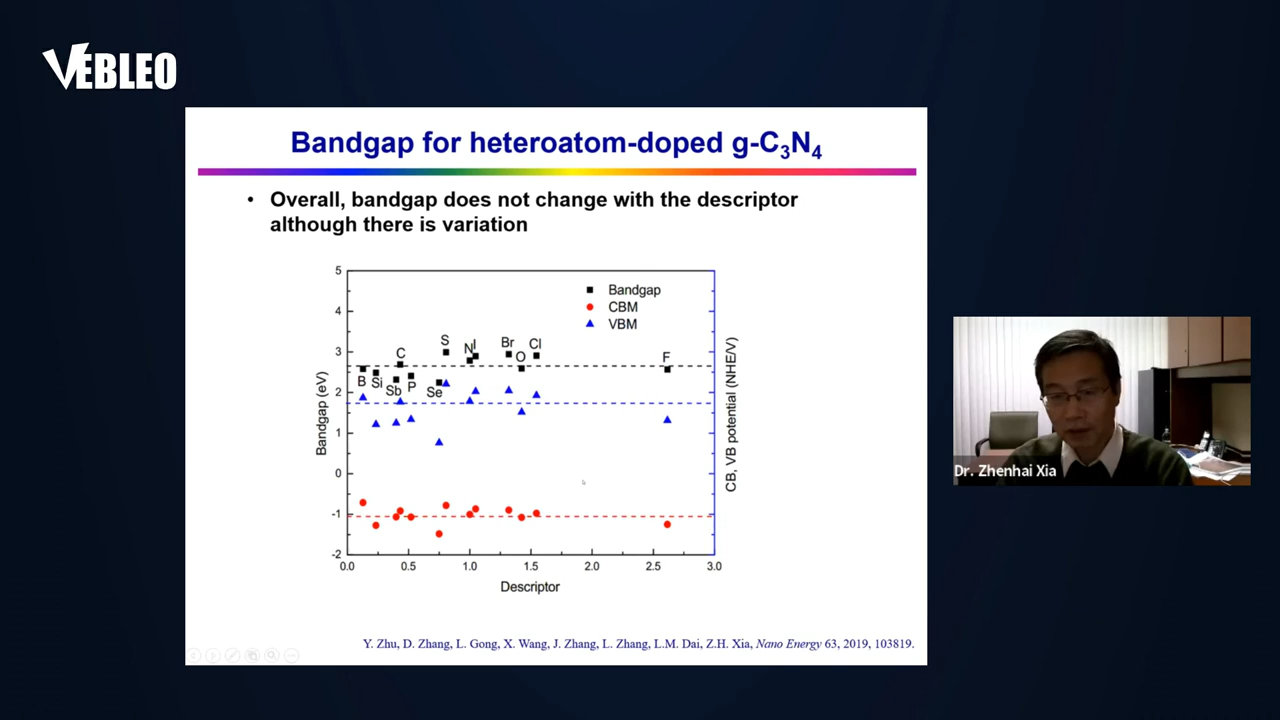 VEBLEO
Bandgap for heteroatom-doped g-C3N4
• Overall, bandgap does not change with the descriptor
although there is variation
5
4
3
2
1
0
-1
-2
0.0 0.5 1.0 1.5 2.0 2.5 3.0
Bandgap (eV)
CB, VB potential (NHE/V)
Descriptor
Bandgap
CBM
VBM
B Si Sb C P Se S N I Br O Cl F
Dr. Zhenhai Xia
Y. Zhu, D. Zhang, L. Gong, X. Wang, J. Zhang, L. Zhang, L.M. Dai, Z.H. Xia, Nano Energy 63, 2019, 103819.